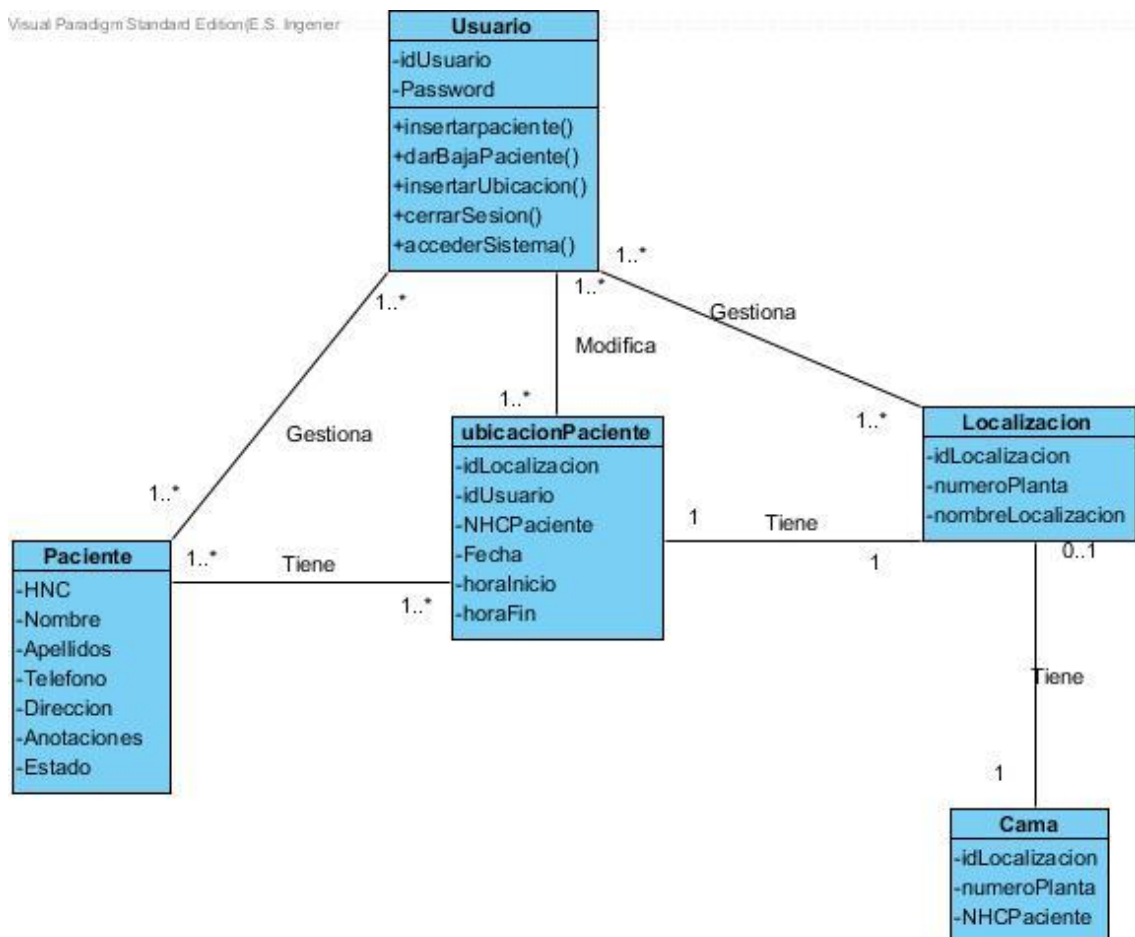 Visual Paradigm Standard Edition(E.S. Ingenier
Usuario
-idUsuario
-Password
+insertarpaciente()
+darBajaPaciente()
+insertarUbicacion()
+cerrarSesion()
+accederSistema()
1..*
1..*
1..*
Gestiona
Modifica
1..*
1..*
Gestiona
1..*
ubicacionPaciente
-idLocalizacion
-idUsuario
-NHCPaciente
-Fecha
-horaInicio
-horaFin
Localizacion
-idLocalizacion
-numeroPlanta
-nombreLocalizacion
1
Tiene
1
0..1
1..*
Tiene
1..*
Paciente
-HNC
-Nombre
-Apellidos
-Telefono
-Direccion
-Anotaciones
-Estado
Tiene
1
Cama
-idLocalizacion
-numeroPlanta
-NHCPaciente